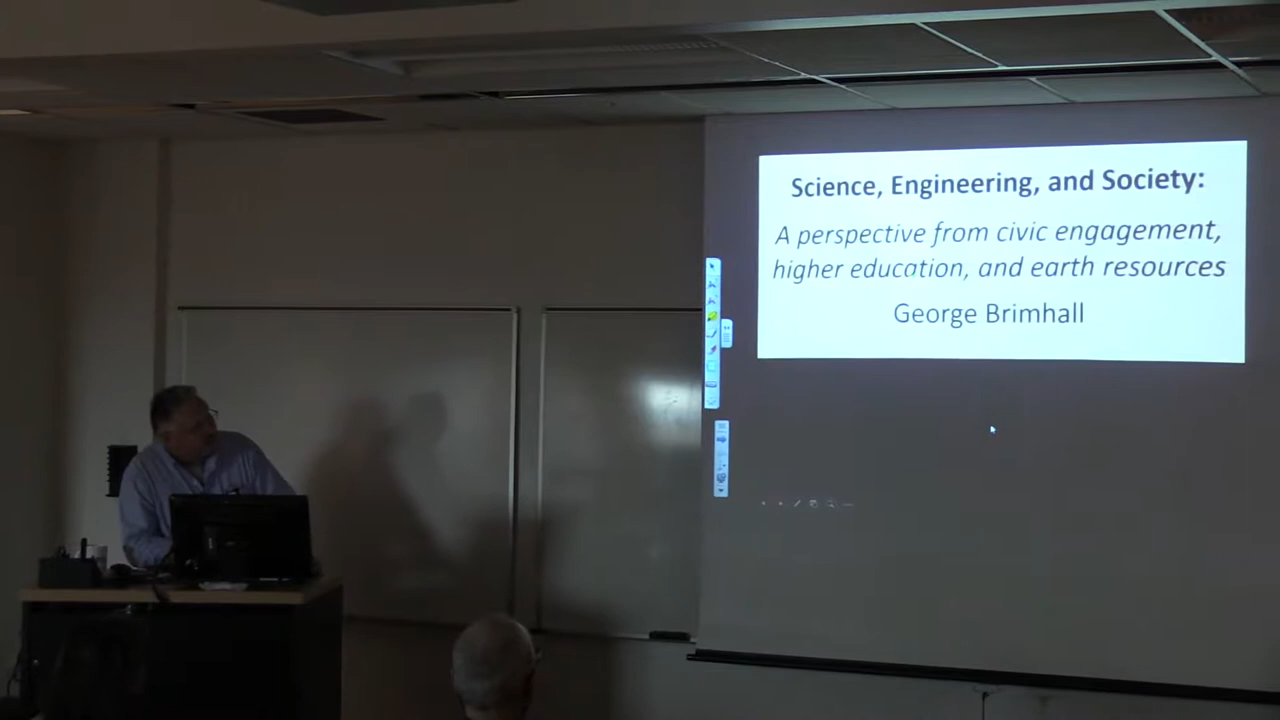 Science, Engineering, and Society:
A perspective from civic engagement,
higher education, and earth resources
George Brimhall